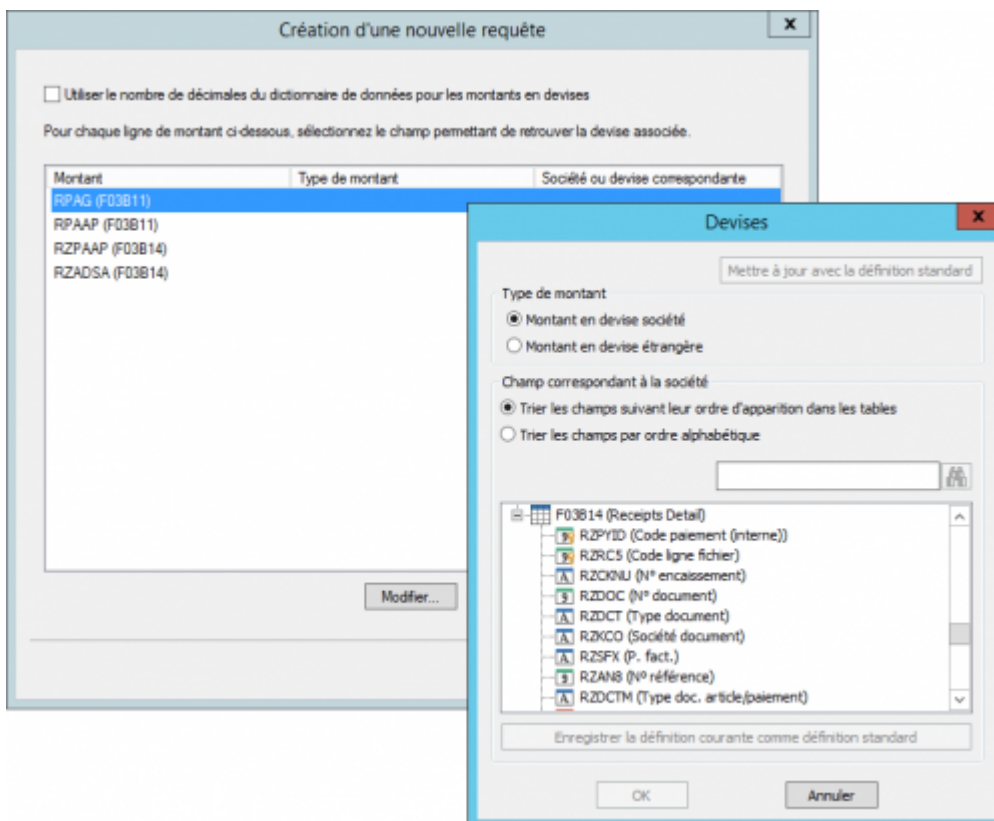 Création d'une nouvelle requête
x
Utiliser le nombre de décimales du dictionnaire de données pour les montants en devises
Pour chaque ligne de montant ci-dessous, sélectionnez le champ permettant de retrouver la devise associée.
Montant Type de montant Société ou devise correspondante
RPAG (F03B11)
RPAAP (F03B11)
RZPAAP (F03B14)
RZADSA (F03B14)
Modifier...
Devises
x
Mettre à jour avec la définition standard
Type de montant
Montant en devise société
Montant en devise étrangère
Champ correspondant à la société
Trier les champs suivant leur ordre d'apparition dans les tables
Trier les champs par ordre alphabétique
F03B14 (Receipts Detail)
9 RZPYID (Code paiement (interne))
9 RZRC5 (Code ligne fichier)
A RZCKNU (N° encaissement)
9 RZDOC (N° document)
A RZDCT (Type document)
A RZKCO (Société document)
A RZSFX (P. fact.)
9 RZAN8 (Nº référence)
A RZDCTM (Type doc. article/paiement)
Enregistrer la définition courante comme définition standard
OK Annuler